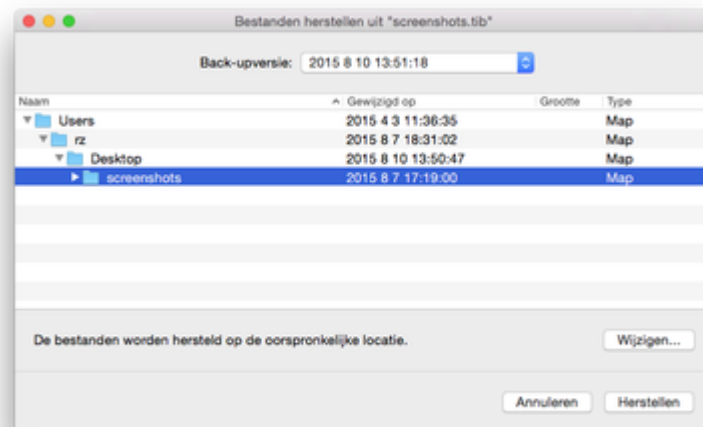 Bestanden herstellen uit "screenshots.tib"
Back-upversie: 2015 8 10 13:51:18
Naam Gewijzigd op Grootte Type
Users 2015 4 3 11:36:35 Map
rz 2015 8 7 18:31:02 Map
Desktop 2015 8 10 13:50:47 Map
screenshots 2015 8 7 17:19:00 Map
De bestanden worden hersteld op de oorspronkelijke locatie. Wijzigen...
Annuleren Herstellen